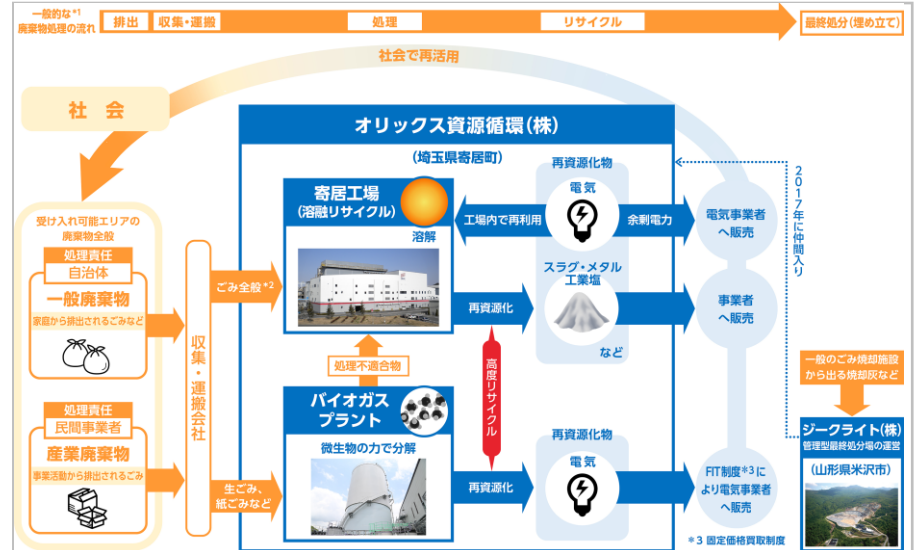 一般的な*1
廃棄物処理の流れ
排出
収集・運搬
処理
リサイクル
最終処分(埋め立て)
社会で再活用
社 会
オリックス資源循環(株)
(埼玉県寄居町)
受け入れ可能エリアの
廃棄物全般
処理責任
自治体
一般廃棄物
家庭から排出されるごみなど
処理責任
民間事業者
産業廃棄物
事業活動から排出されるごみ
収集・運搬会社
ごみ全般*2
生ごみ、
紙ごみなど
寄居工場
(溶融リサイクル)
溶解
処理不適合物
バイオガス
プラント
微生物の力で分解
再資源化物
電気
工場内で再利用
余剰電力
スラグ・メタル
工業塩
など
再資源化
高度リサイクル
再資源化
再資源化物
電気
電気事業者
へ販売
事業者
へ販売
FIT制度*3に
より電気事業者
へ販売
*3 固定価格買取制度
2017年に仲間入り
一般のごみ焼却施設
から出る焼却灰など
ジークライト(株)
管理型最終処分場の運営
(山形県米沢市)